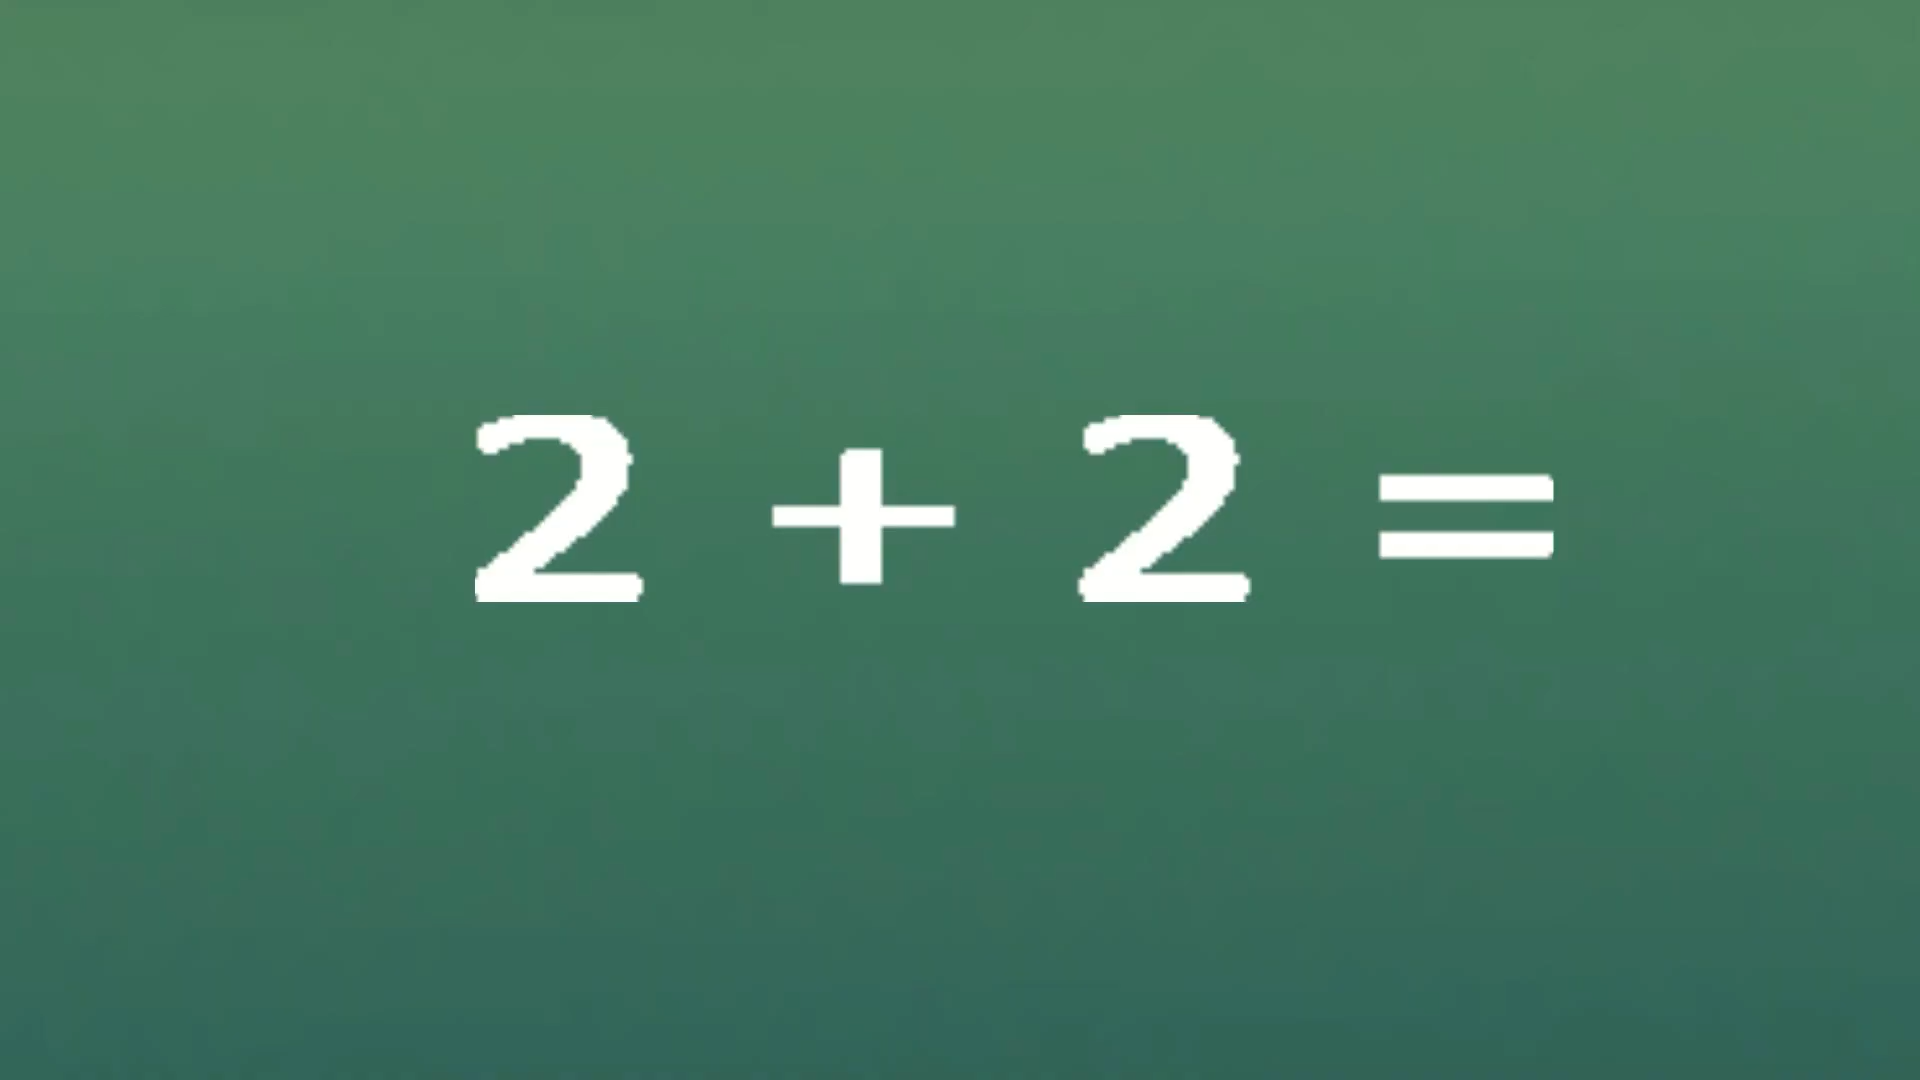 2 + 2 =